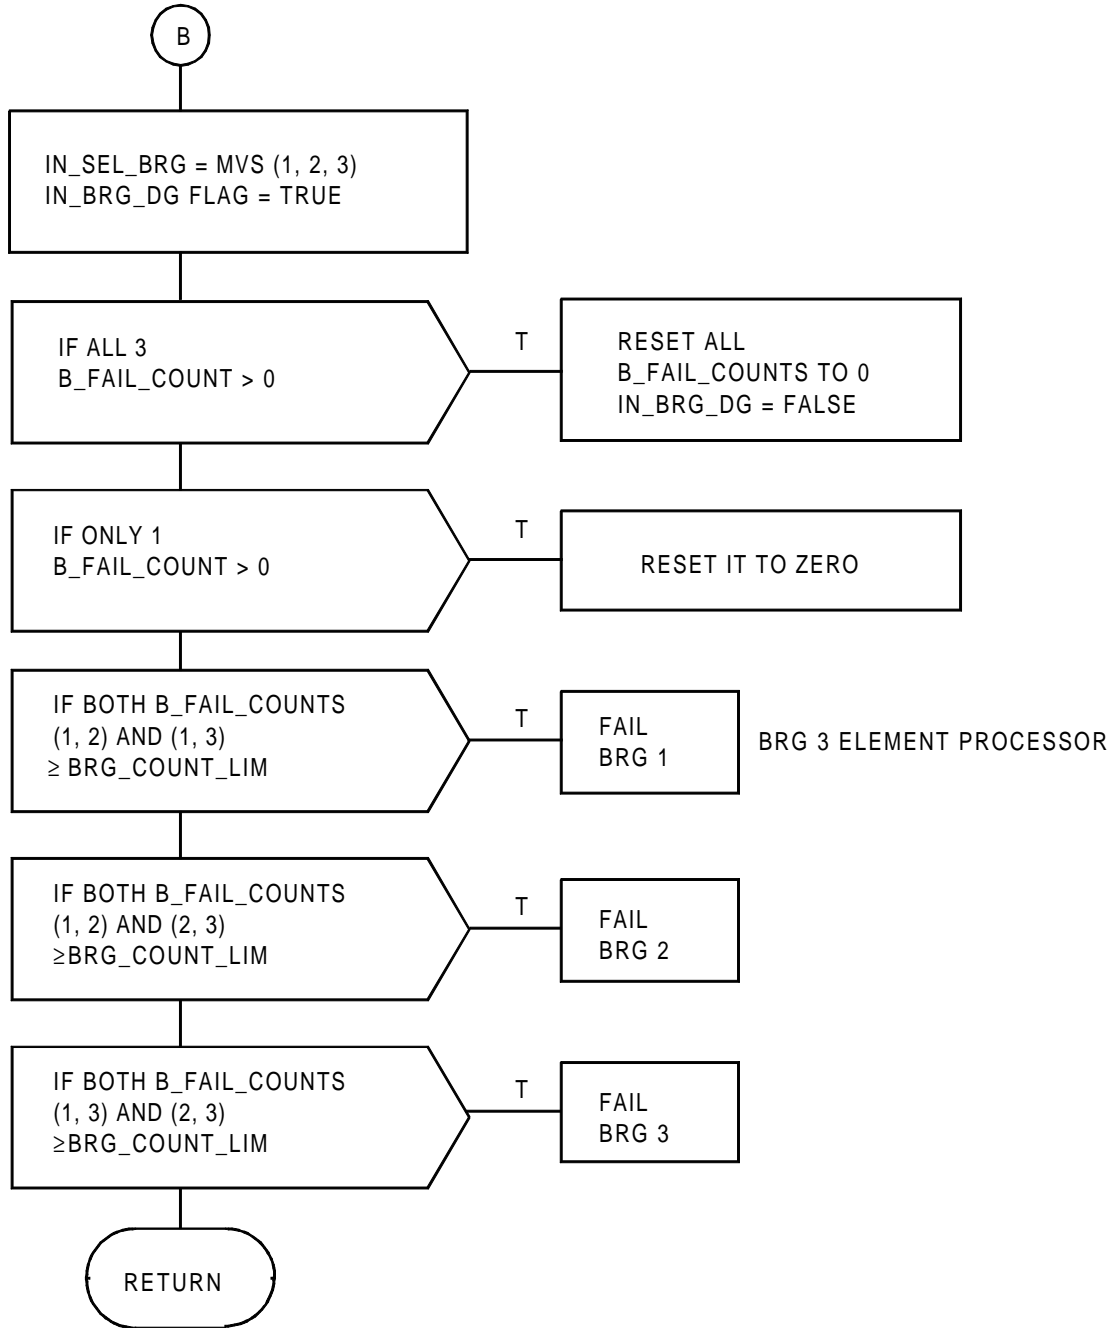 B
IN_SEL_BRG = MVS (1, 2, 3)
IN_BRG_DG FLAG = TRUE
IF ALL 3
B_FAIL_COUNT > 0
T
RESET ALL
B_FAIL_COUNTS TO 0
IN_BRG_DG = FALSE
IF ONLY 1
B_FAIL_COUNT > 0
T
RESET IT TO ZERO
IF BOTH B_FAIL_COUNTS
(1, 2) AND (1, 3)
≥ BRG_COUNT_LIM
T
FAIL
BRG 1
BRG 3 ELEMENT PROCESSOR
IF BOTH B_FAIL_COUNTS
(1, 2) AND (2, 3)
≥BRG_COUNT_LIM
T
FAIL
BRG 2
IF BOTH B_FAIL_COUNTS
(1, 3) AND (2, 3)
≥BRG_COUNT_LIM
T
FAIL
BRG 3
RETURN